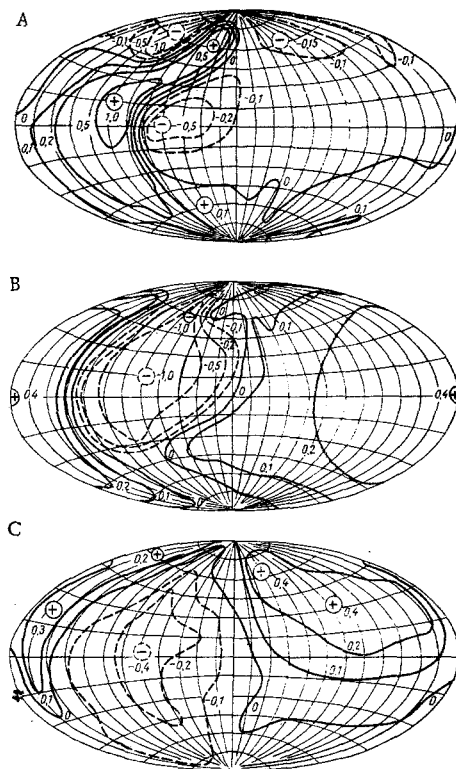 A
-0,1 -0,5 − -1,0 + 0,5 0 − -0,15 -0,1 -0,1
0 0,1 0,2 0,5 + 1,0 − -0,5 -0,2 -0,1 0
+ 0,1 0 0,1
B
− -1,0 0 -0,1 0,1
-0,2
+ 0,4 − -1,0 -0,5 0 0,4 +
0,2
0,2 0,1 0 0,1
C
0,2 + + 0,4
+ 0,3 + 0,4
− -0,4 -0,2 0,2
0,1 -0,1 0,1
0 0 0